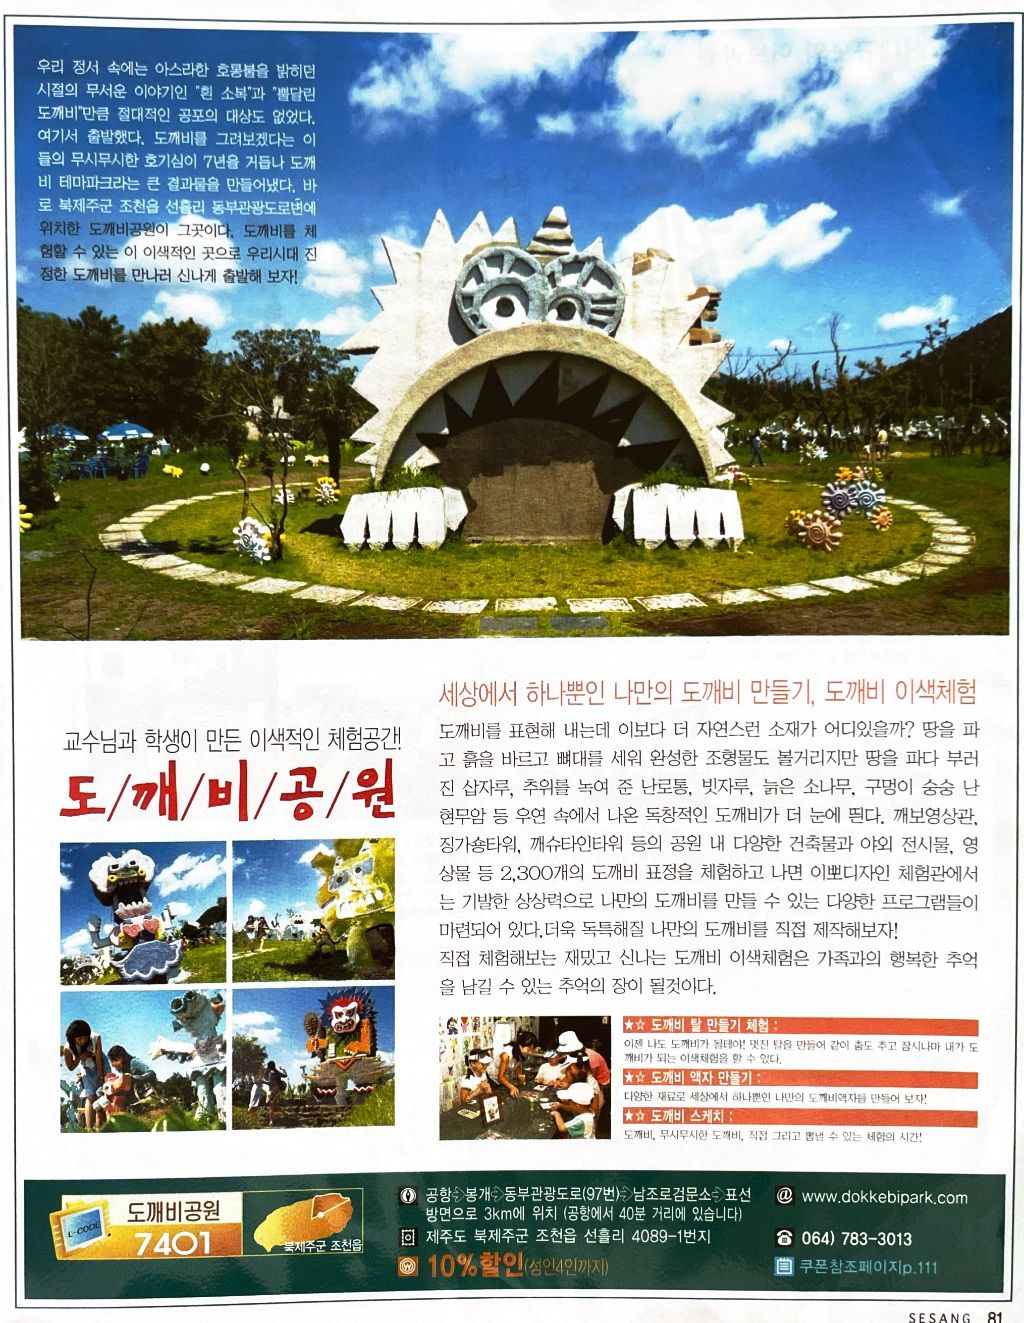 우리 정서 속에는 아스라한 호롱불을 밝히던
시절의 무서운 이야기인 "흰 소복"과 "뿔달린
도깨비"만큼 절대적인 공포의 대상도 없었다.
여기서 출발했다. 도깨비를 그려보겠다는 이
들의 무시무시한 호기심이 7년을 거듭나 도깨
비 테마파크라는 큰 결과물을 만들어냈다. 바
로 북제주군 조천읍 선흘리 동부관광도로변에
위치한 도깨비공원이 그곳이다. 도깨비를 체
험할 수 있는 이 이색적인 곳으로 우리시대 진
정한 도깨비를 만나러 신나게 출발해 보자!
교수님과 학생이 만든 이색적인 체험공간!
도/깨/비/공/원
세상에서 하나뿐인 나만의 도깨비 만들기, 도깨비 이색체험
도깨비를 표현해 내는데 이보다 더 자연스런 소재가 어디있을까? 땅을 파
고 흙을 바르고 뼈대를 세워 완성한 조형물도 볼거리지만 땅을 파다 부러
진 삽자루, 추위를 녹여 준 난로통, 빗자루, 늙은 소나무, 구멍이 숭숭 난
현무암 등 우연 속에서 나온 독창적인 도깨비가 더 눈에 띈다. 깨보영상관,
징가숑타워, 깨슈타인타워 등의 공원 내 다양한 건축물과 야외 전시물, 영
상물 등 2,300개의 도깨비 표정을 체험하고 나면 이뽀디자인 체험관에서
는 기발한 상상력으로 나만의 도깨비를 만들 수 있는 다양한 프로그램들이
마련되어 있다.더욱 독특해질 나만의 도깨비를 직접 제작해보자!
직접 체험해보는 재밌고 신나는 도깨비 이색체험은 가족과의 행복한 추억
을 남길 수 있는 추억의 장이 될것이다.
★☆ 도깨비 탈 만들기 체험 :
이젠 나도 도깨비가 될테야! 멋진 탈을 만들어 같이 춤도 추고 잠시나마 내가 도
깨비가 되는 이색체험을 할 수 있다.
★☆ 도깨비 액자 만들기 :
다양한 재료로 세상에서 하나뿐인 나만의 도깨비액자를 만들어 보자!
★☆ 도깨비 스케치 :
도깨비, 무시무시한 도깨비, 직접 그리고 뽐낼 수 있는 체험의 시간!
L-CODE
도깨비공원
7401
북제주군 조천읍
공항➩봉개➩동부관광도로(97번)➩남조로검문소➩표선
방면으로 3km에 위치 (공항에서 40분 거리에 있습니다)
제주도 북제주군 조천읍 선흘리 4089-1번지
10%할인(성인4인까지)
www.dokkebipark.com
064) 783-3013
쿠폰참조페이지p.111
SESANG 81